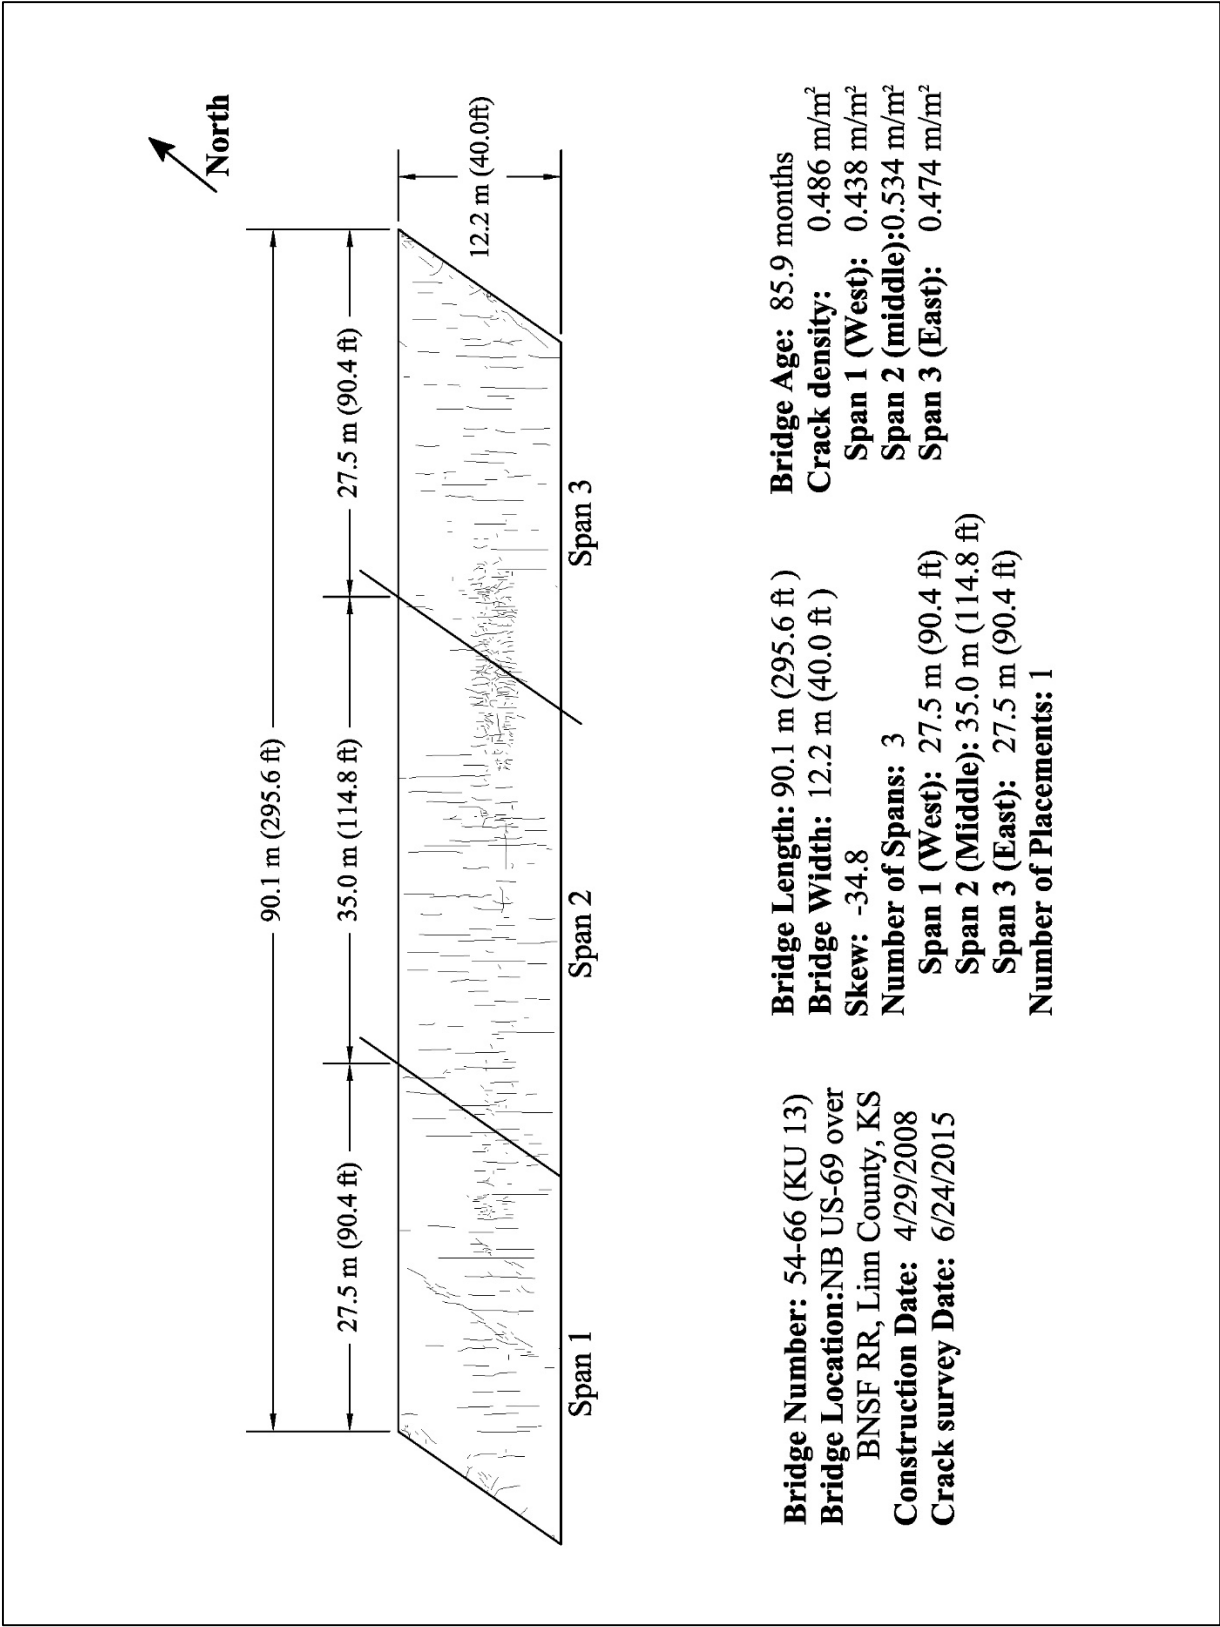 North
90.1 m (295.6 ft)
27.5 m (90.4 ft)
35.0 m (114.8 ft)
27.5 m (90.4 ft)
12.2 m (40.0ft)
Span 1
Span 2
Span 3
Bridge Number: 54-66 (KU 13)
Bridge Location:NB US-69 over
BNSF RR, Linn County, KS
Construction Date: 4/29/2008
Crack survey Date: 6/24/2015
Bridge Length: 90.1 m (295.6 ft )
Bridge Width: 12.2 m (40.0 ft )
Skew: -34.8
Number of Spans: 3
Span 1 (West): 27.5 m (90.4 ft)
Span 2 (Middle): 35.0 m (114.8 ft)
Span 3 (East): 27.5 m (90.4 ft)
Number of Placements: 1
Bridge Age: 85.9 months
Crack density: 0.486 m/m²
Span 1 (West): 0.438 m/m²
Span 2 (middle):0.534 m/m²
Span 3 (East): 0.474 m/m²